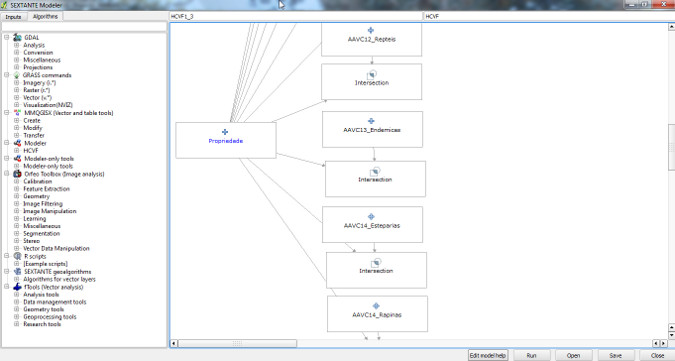 SEXTANTE Modeler
Inputs
Algorithms
HCVF1_3
HCVF
GDAL
Analysis
Conversion
Miscellaneous
Projections
GRASS commands
Imagery (i.*)
Raster (r.*)
Vector (v.*)
Visualization(NVIZ)
MMQGISX (Vector and table tools)
Create
Modify
Transfer
Modeler
HCVF
Modeler-only tools
Modeler-only tools
Orfeo Toolbox (Image analysis)
Calibration
Feature Extraction
Geometry
Image Filtering
Image Manipulation
Learning
Miscellaneous
Segmentation
Stereo
Vector Data Manipulation
R scripts
[Example scripts]
SEXTANTE geoalgorithms
Algorithms for vector layers
fTools (Vector analysis)
Analysis tools
Data management tools
Geometry tools
Geoprocessing tools
Research tools
AAVC12_Repteis
Intersection
Propriedade
AAVC13_Endemicas
Intersection
AAVC14_Esteparias
Intersection
AAVC14_Rapinas
Edit model help
Run
Open
Save
Close